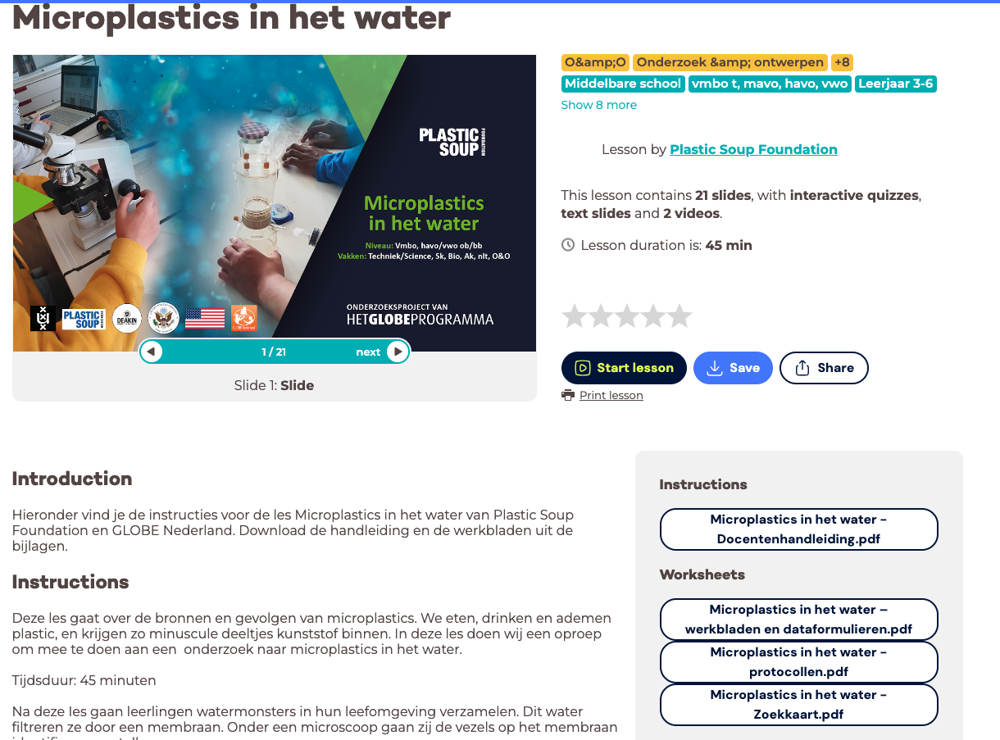 Microplastics in het water
PLASTIC
SOUP
FOUNDATION
Microplastics
in het water
Niveau: Vmbo, havo/vwo ob/bb
Vakken: Techniek/Science, Sk, Bio, Ak, nlt, O&O
ONDERZOEKSPROJECT VAN
HETGLOBEPROGRAMMA
PLASTIC
SOUP
DEAKIN
GLOBE Nederland
1 / 21
next
Slide 1: Slide
O&amp;O Onderzoek &amp; ontwerpen +8
Middelbare school vmbo t, mavo, havo, vwo Leerjaar 3-6
Show 8 more
Lesson by Plastic Soup Foundation
This lesson contains 21 slides, with interactive quizzes,
text slides and 2 videos.
Lesson duration is: 45 min
Start lesson
Save
Share
Print lesson
Introduction
Hieronder vind je de instructies voor de les Microplastics in het water van Plastic Soup
Foundation en GLOBE Nederland. Download de handleiding en de werkbladen uit de
bijlagen.
Instructions
Deze les gaat over de bronnen en gevolgen van microplastics. We eten, drinken en ademen
plastic, en krijgen zo minuscule deeltjes kunststof binnen. In deze les doen wij een oproep
om mee te doen aan een  onderzoek naar microplastics in het water.
Tijdsduur: 45 minuten
Na deze les gaan leerlingen watermonsters in hun leefomgeving verzamelen. Dit water
filtreren ze door een membraan. Onder een microscoop gaan zij de vezels op het membraan
Instructions
Microplastics in het water -
Docentenhandleiding.pdf
Worksheets
Microplastics in het water –
werkbladen en dataformulieren.pdf
Microplastics in het water -
protocollen.pdf
Microplastics in het water -
Zoekkaart.pdf